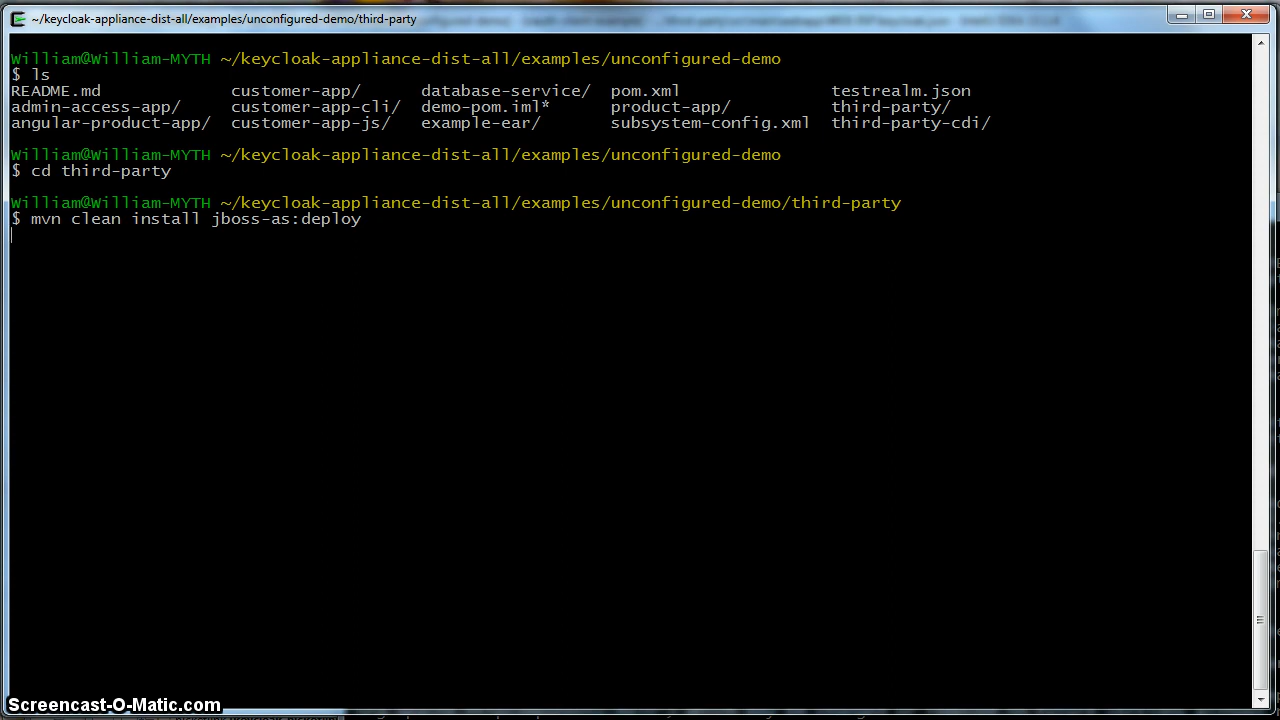 ~/keycloak-appliance-dist-all/examples/unconfigured-demo/third-party
William@William-MYTH ~/keycloak-appliance-dist-all/examples/unconfigured-demo
$ ls
README.md customer-app/ database-service/ pom.xml testrealm.json
admin-access-app/ customer-app-cli/ demo-pom.iml* product-app/ third-party/
angular-product-app/ customer-app-js/ example-ear/ subsystem-config.xml third-party-cdi/
William@William-MYTH ~/keycloak-appliance-dist-all/examples/unconfigured-demo
$ cd third-party
William@William-MYTH ~/keycloak-appliance-dist-all/examples/unconfigured-demo/third-party
$ mvn clean install jboss-as:deploy
Screencast-O-Matic.com